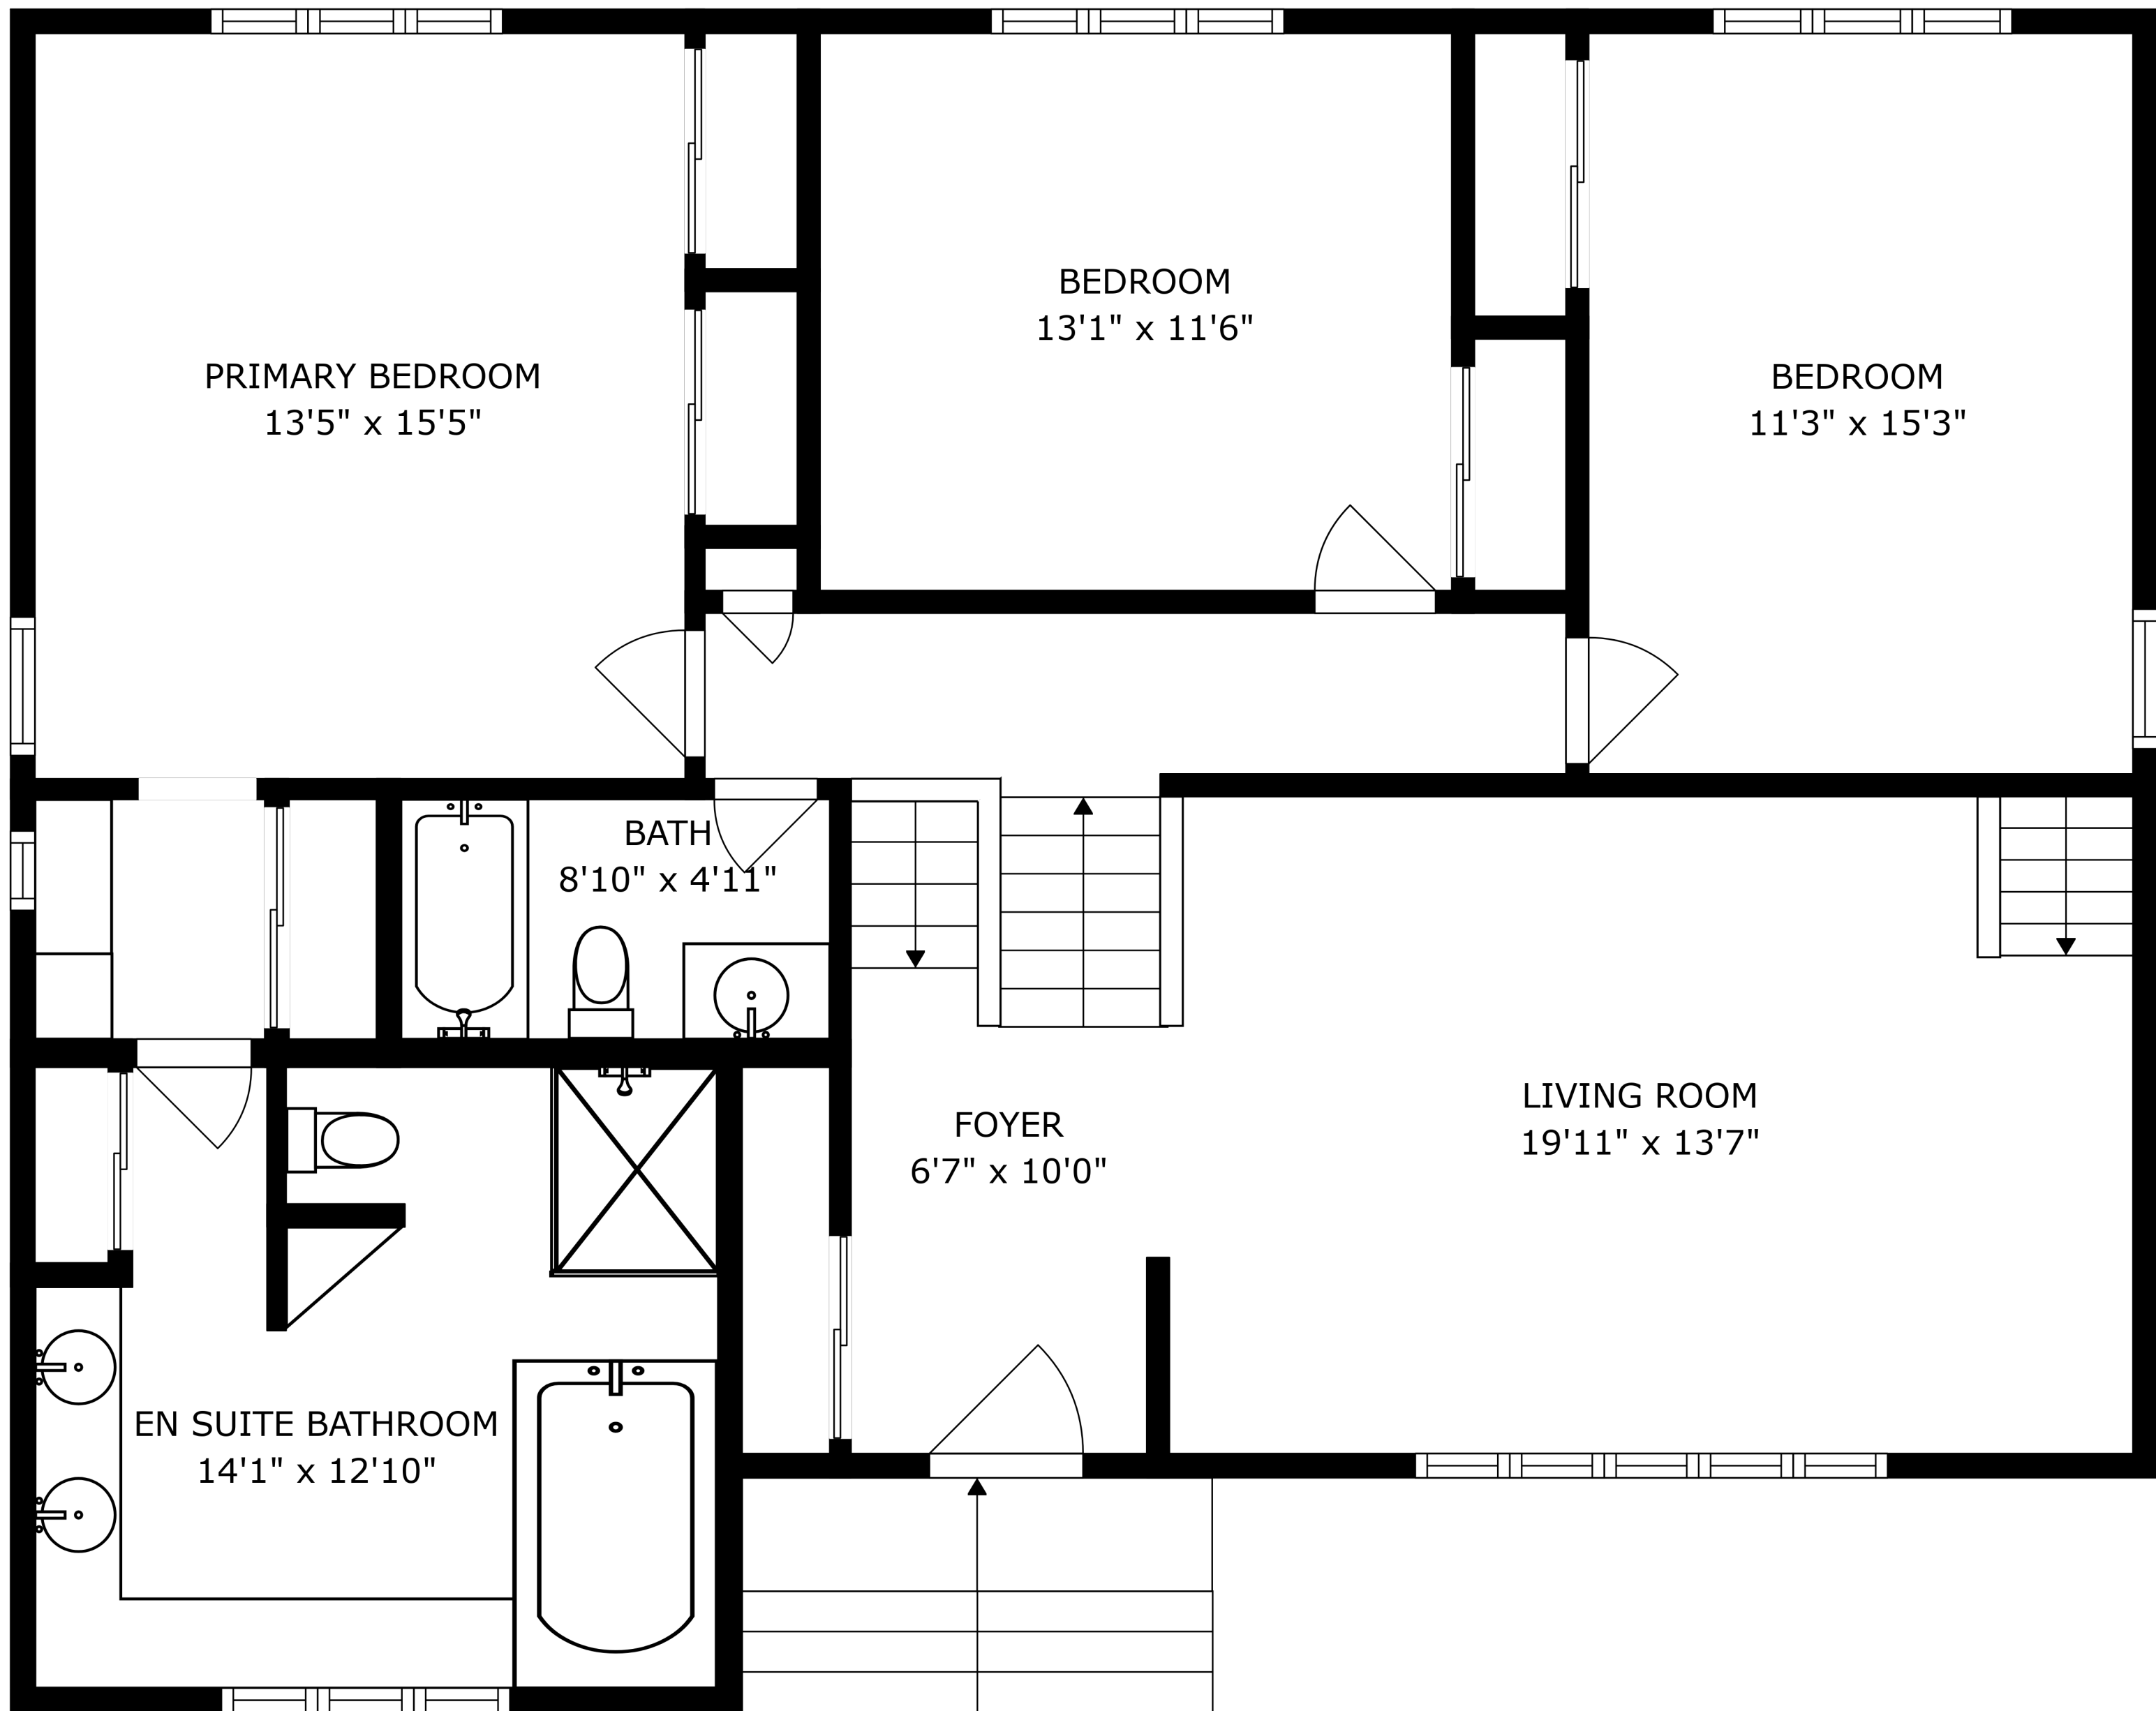 BEDROOM
13'1" x 11'6"
PRIMARY BEDROOM
13'5" x 15'5"
BEDROOM
11'3" x 15'3"
BATH
8'10" x 4'11"
LIVING ROOM
19'11" x 13'7"
FOYER
6'7" x 10'0"
EN SUITE BATHROOM
14'1" x 12'10"